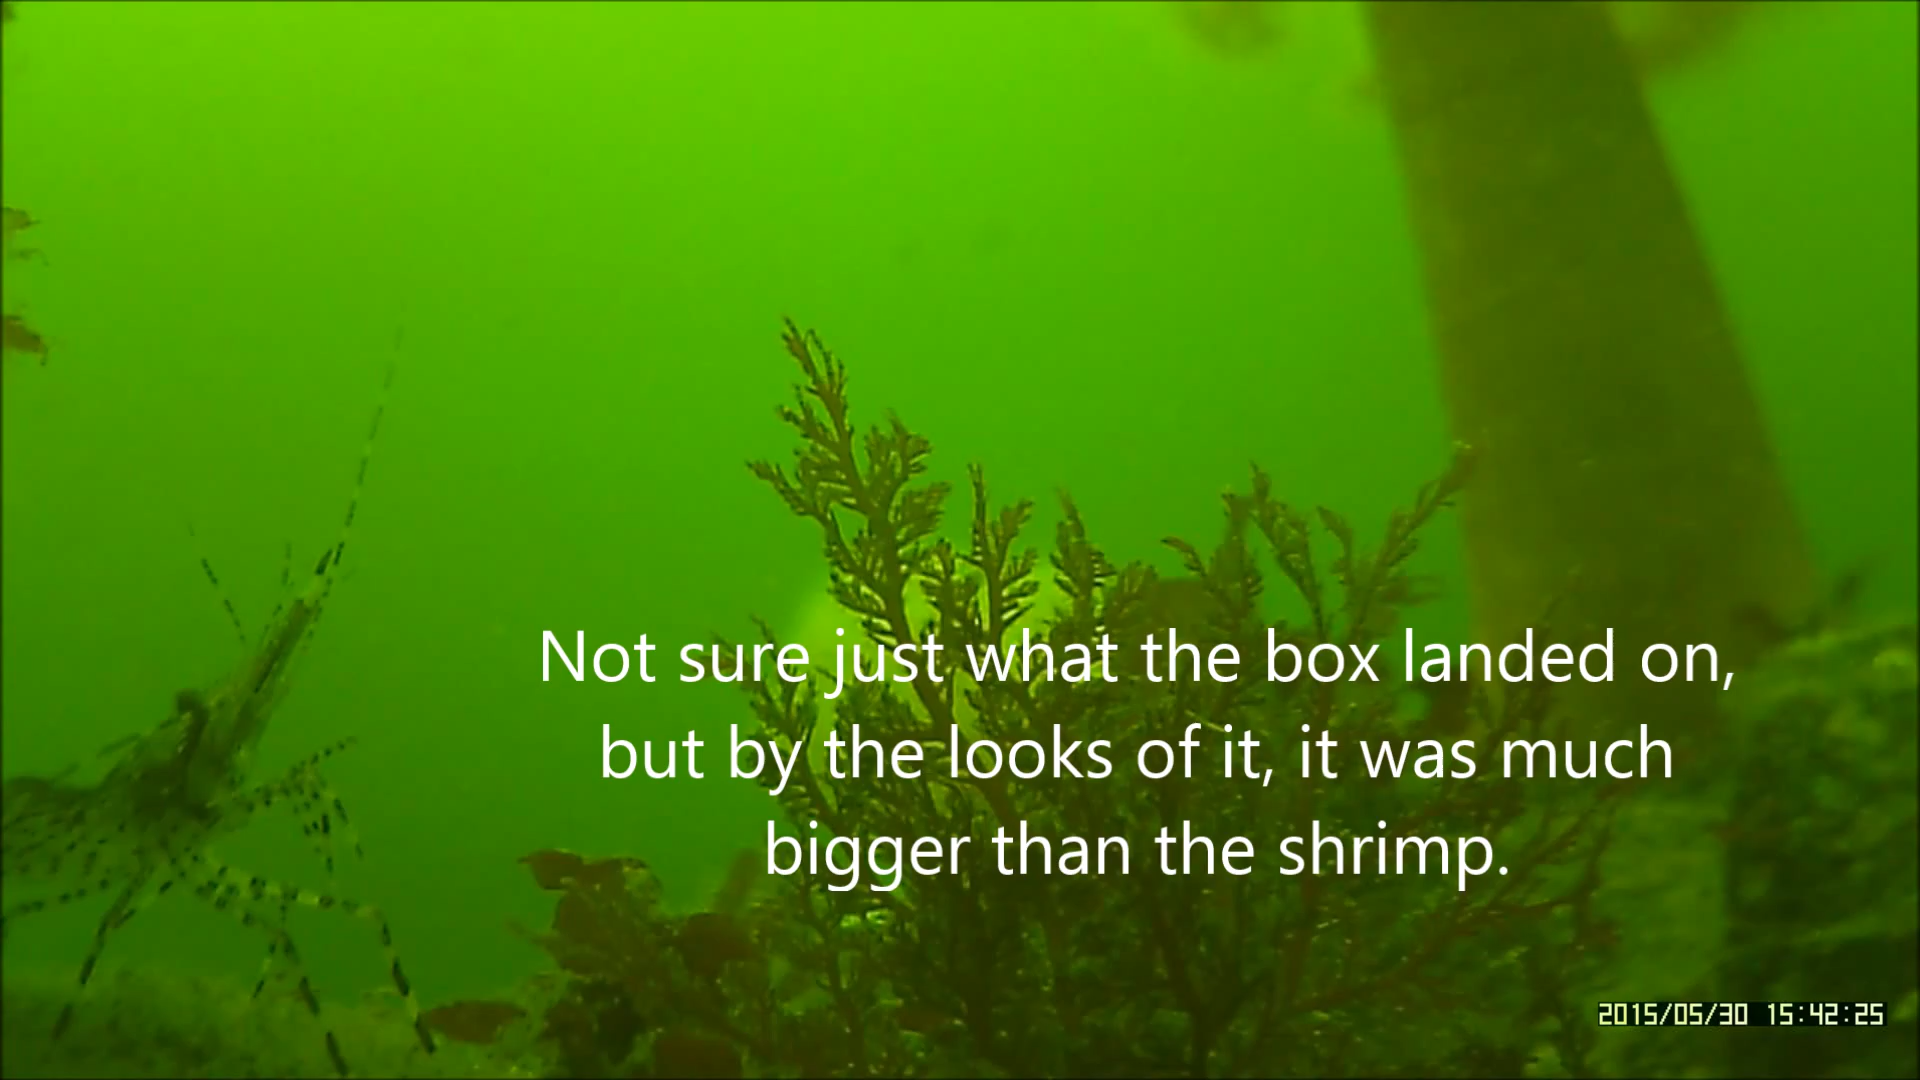 Not sure just what the box landed on,
but by the looks of it, it was much
bigger than the shrimp.
2015/05/30 15:42:25